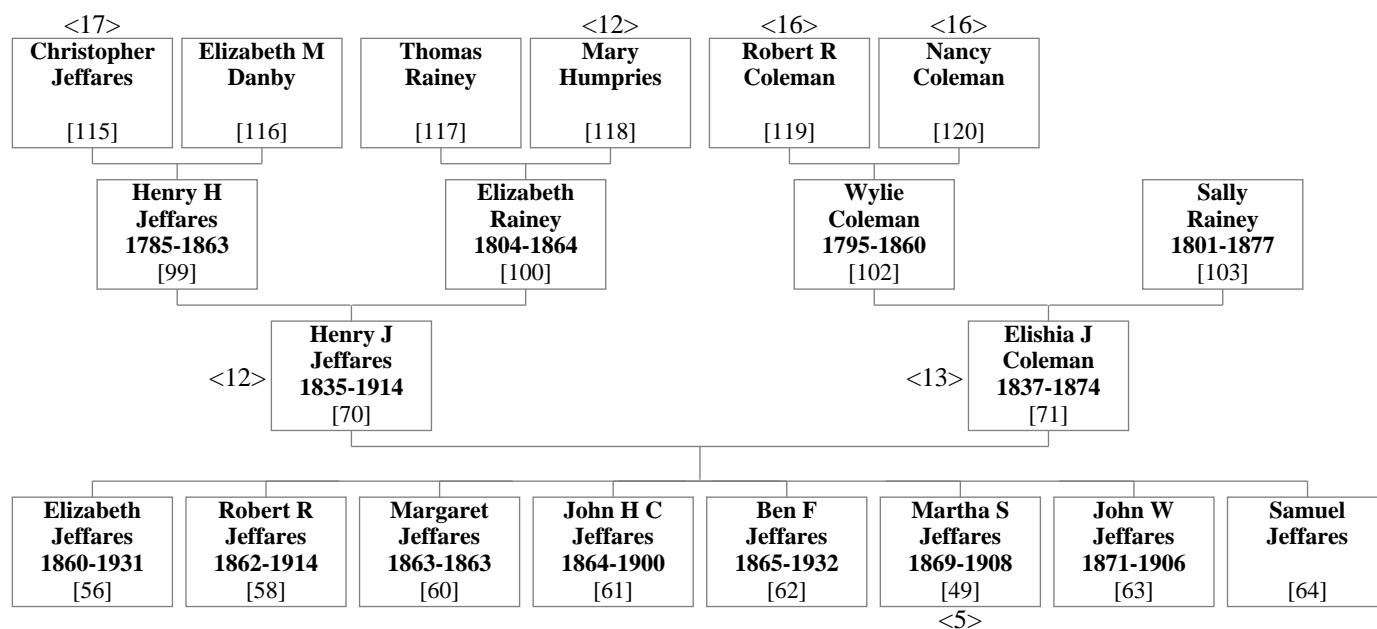 <17>
Christopher
Jeffares
[115]
Elizabeth M
Danby
[116]
Thomas
Rainey
[117]
<12>
Mary
Humpries
[118]
<16>
Robert R
Coleman
[119]
<16>
Nancy
Coleman
[120]
Henry H
Jeffares
1785-1863
[99]
Elizabeth
Rainey
1804-1864
[100]
Wylie
Coleman
1795-1860
[102]
Sally
Rainey
1801-1877
[103]
<12>
Henry J
Jeffares
1835-1914
[70]
<13>
Elishia J
Coleman
1837-1874
[71]
Elizabeth
Jeffares
1860-1931
[56]
Robert R
Jeffares
1862-1914
[58]
Margaret
Jeffares
1863-1863
[60]
John H C
Jeffares
1864-1900
[61]
Ben F
Jeffares
1865-1932
[62]
Martha S
Jeffares
1869-1908
[49]
<5>
John W
Jeffares
1871-1906
[63]
Samuel
Jeffares
[64]